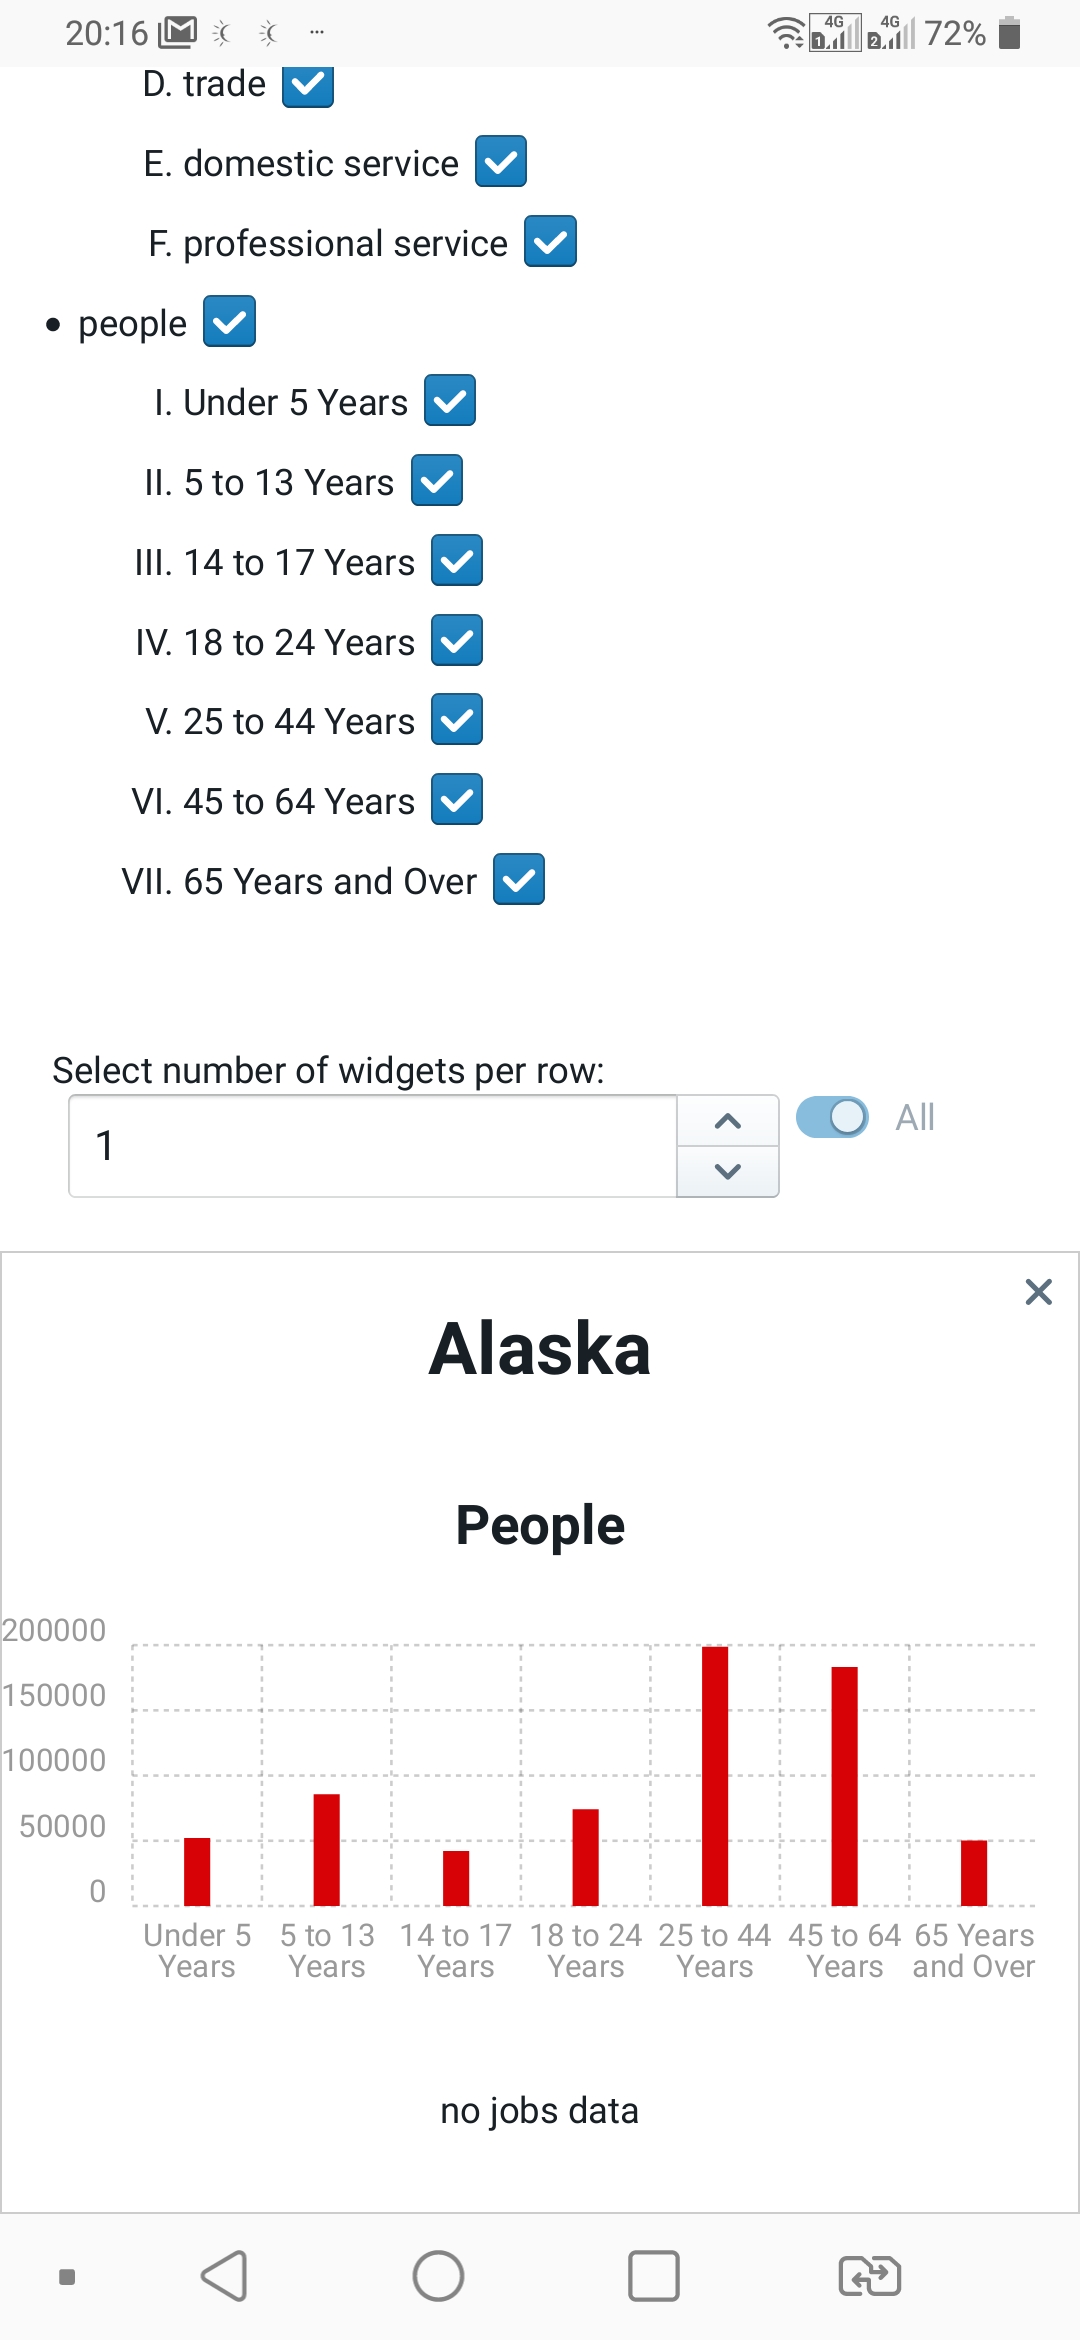 20:16 ... 4G 1 4G 2 72%
D. trade
E. domestic service
F. professional service
• people
I. Under 5 Years
II. 5 to 13 Years
III. 14 to 17 Years
IV. 18 to 24 Years
V. 25 to 44 Years
VI. 45 to 64 Years
VII. 65 Years and Over
Select number of widgets per row:
1
All
Alaska
People
200000
150000
100000
50000
0
Under 5 Years
5 to 13 Years
14 to 17 Years
18 to 24 Years
25 to 44 Years
45 to 64 Years
65 Years and Over
no jobs data